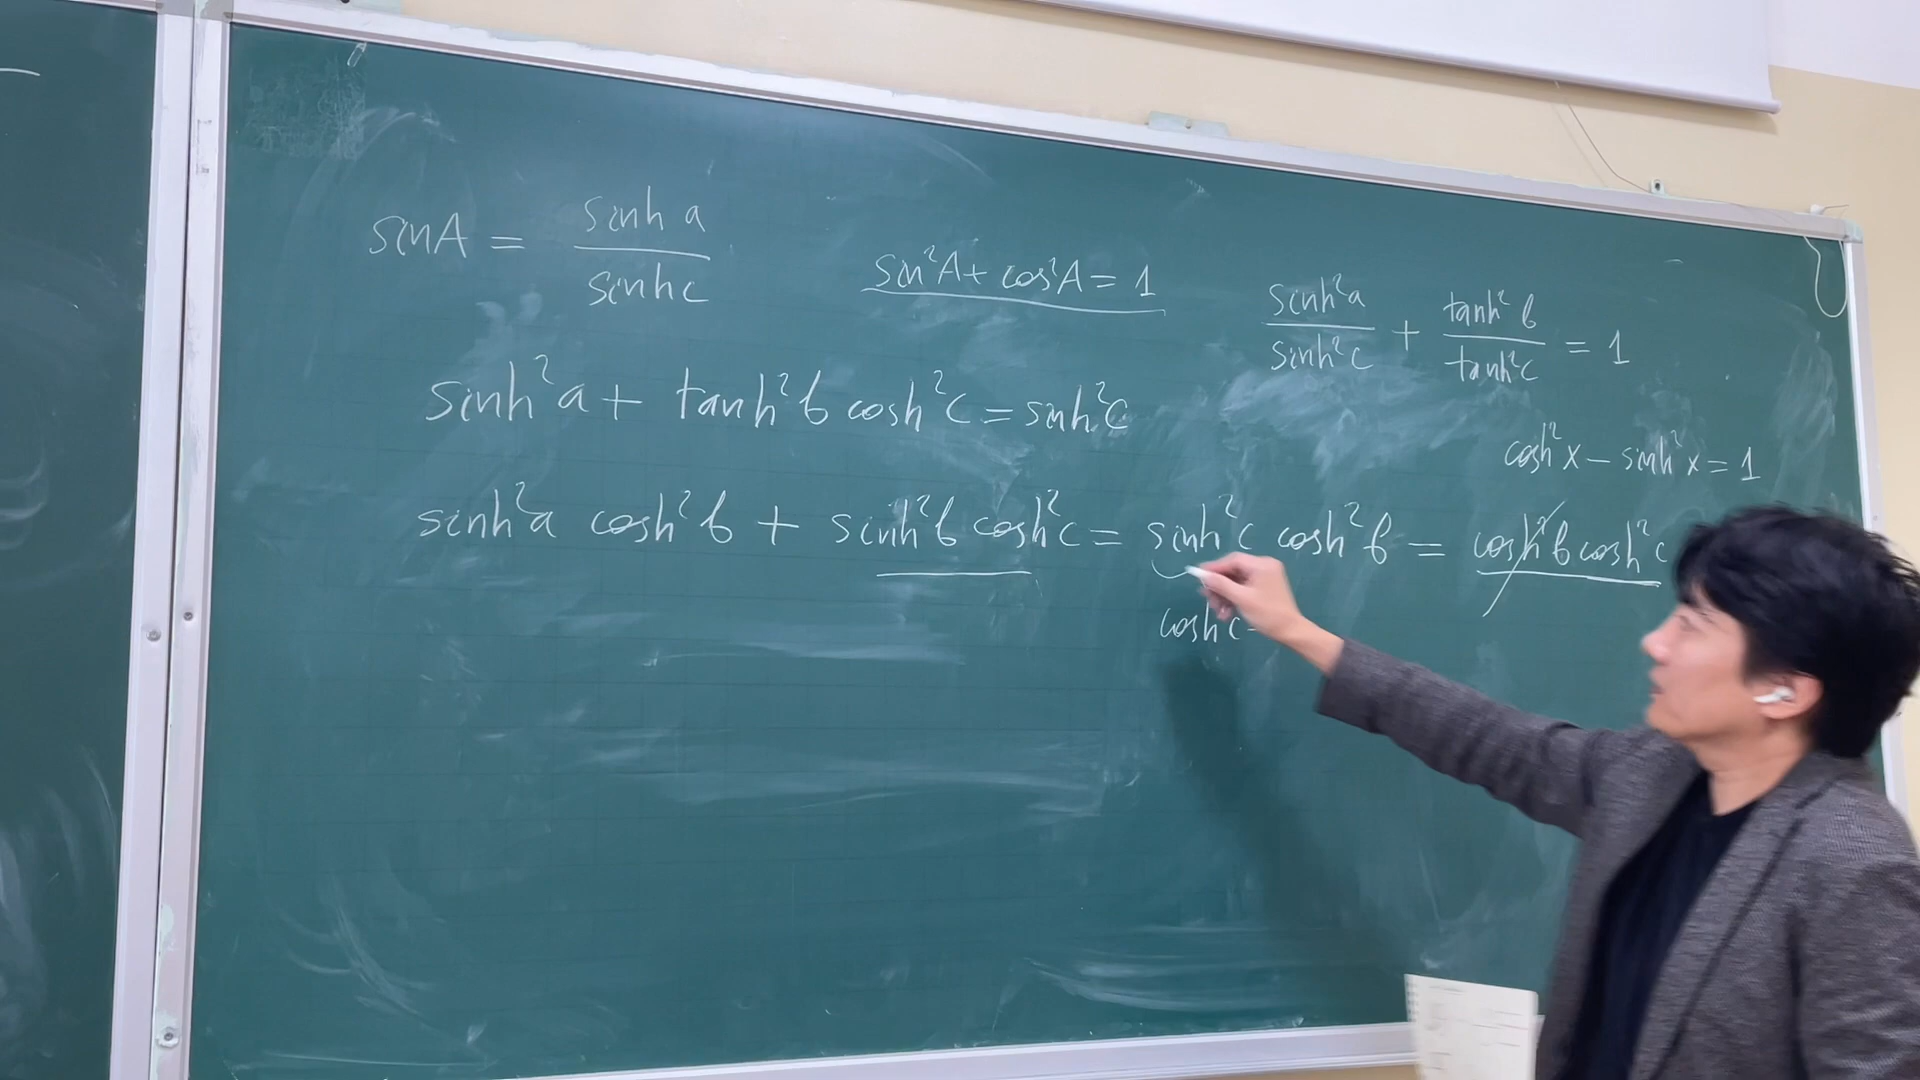 sinA = sinh a / sinh c
sin²A + cos²A = 1
sinh²a / sinh²c + tanh²b / tanh²c = 1
sinh²a + tanh²b cosh²c = sinh²c
cosh²x − sinh²x = 1
sinh²a cosh²b + sinh²b cosh²c = sinh²c cosh²b = cosh²b cosh²c
cosh²c -